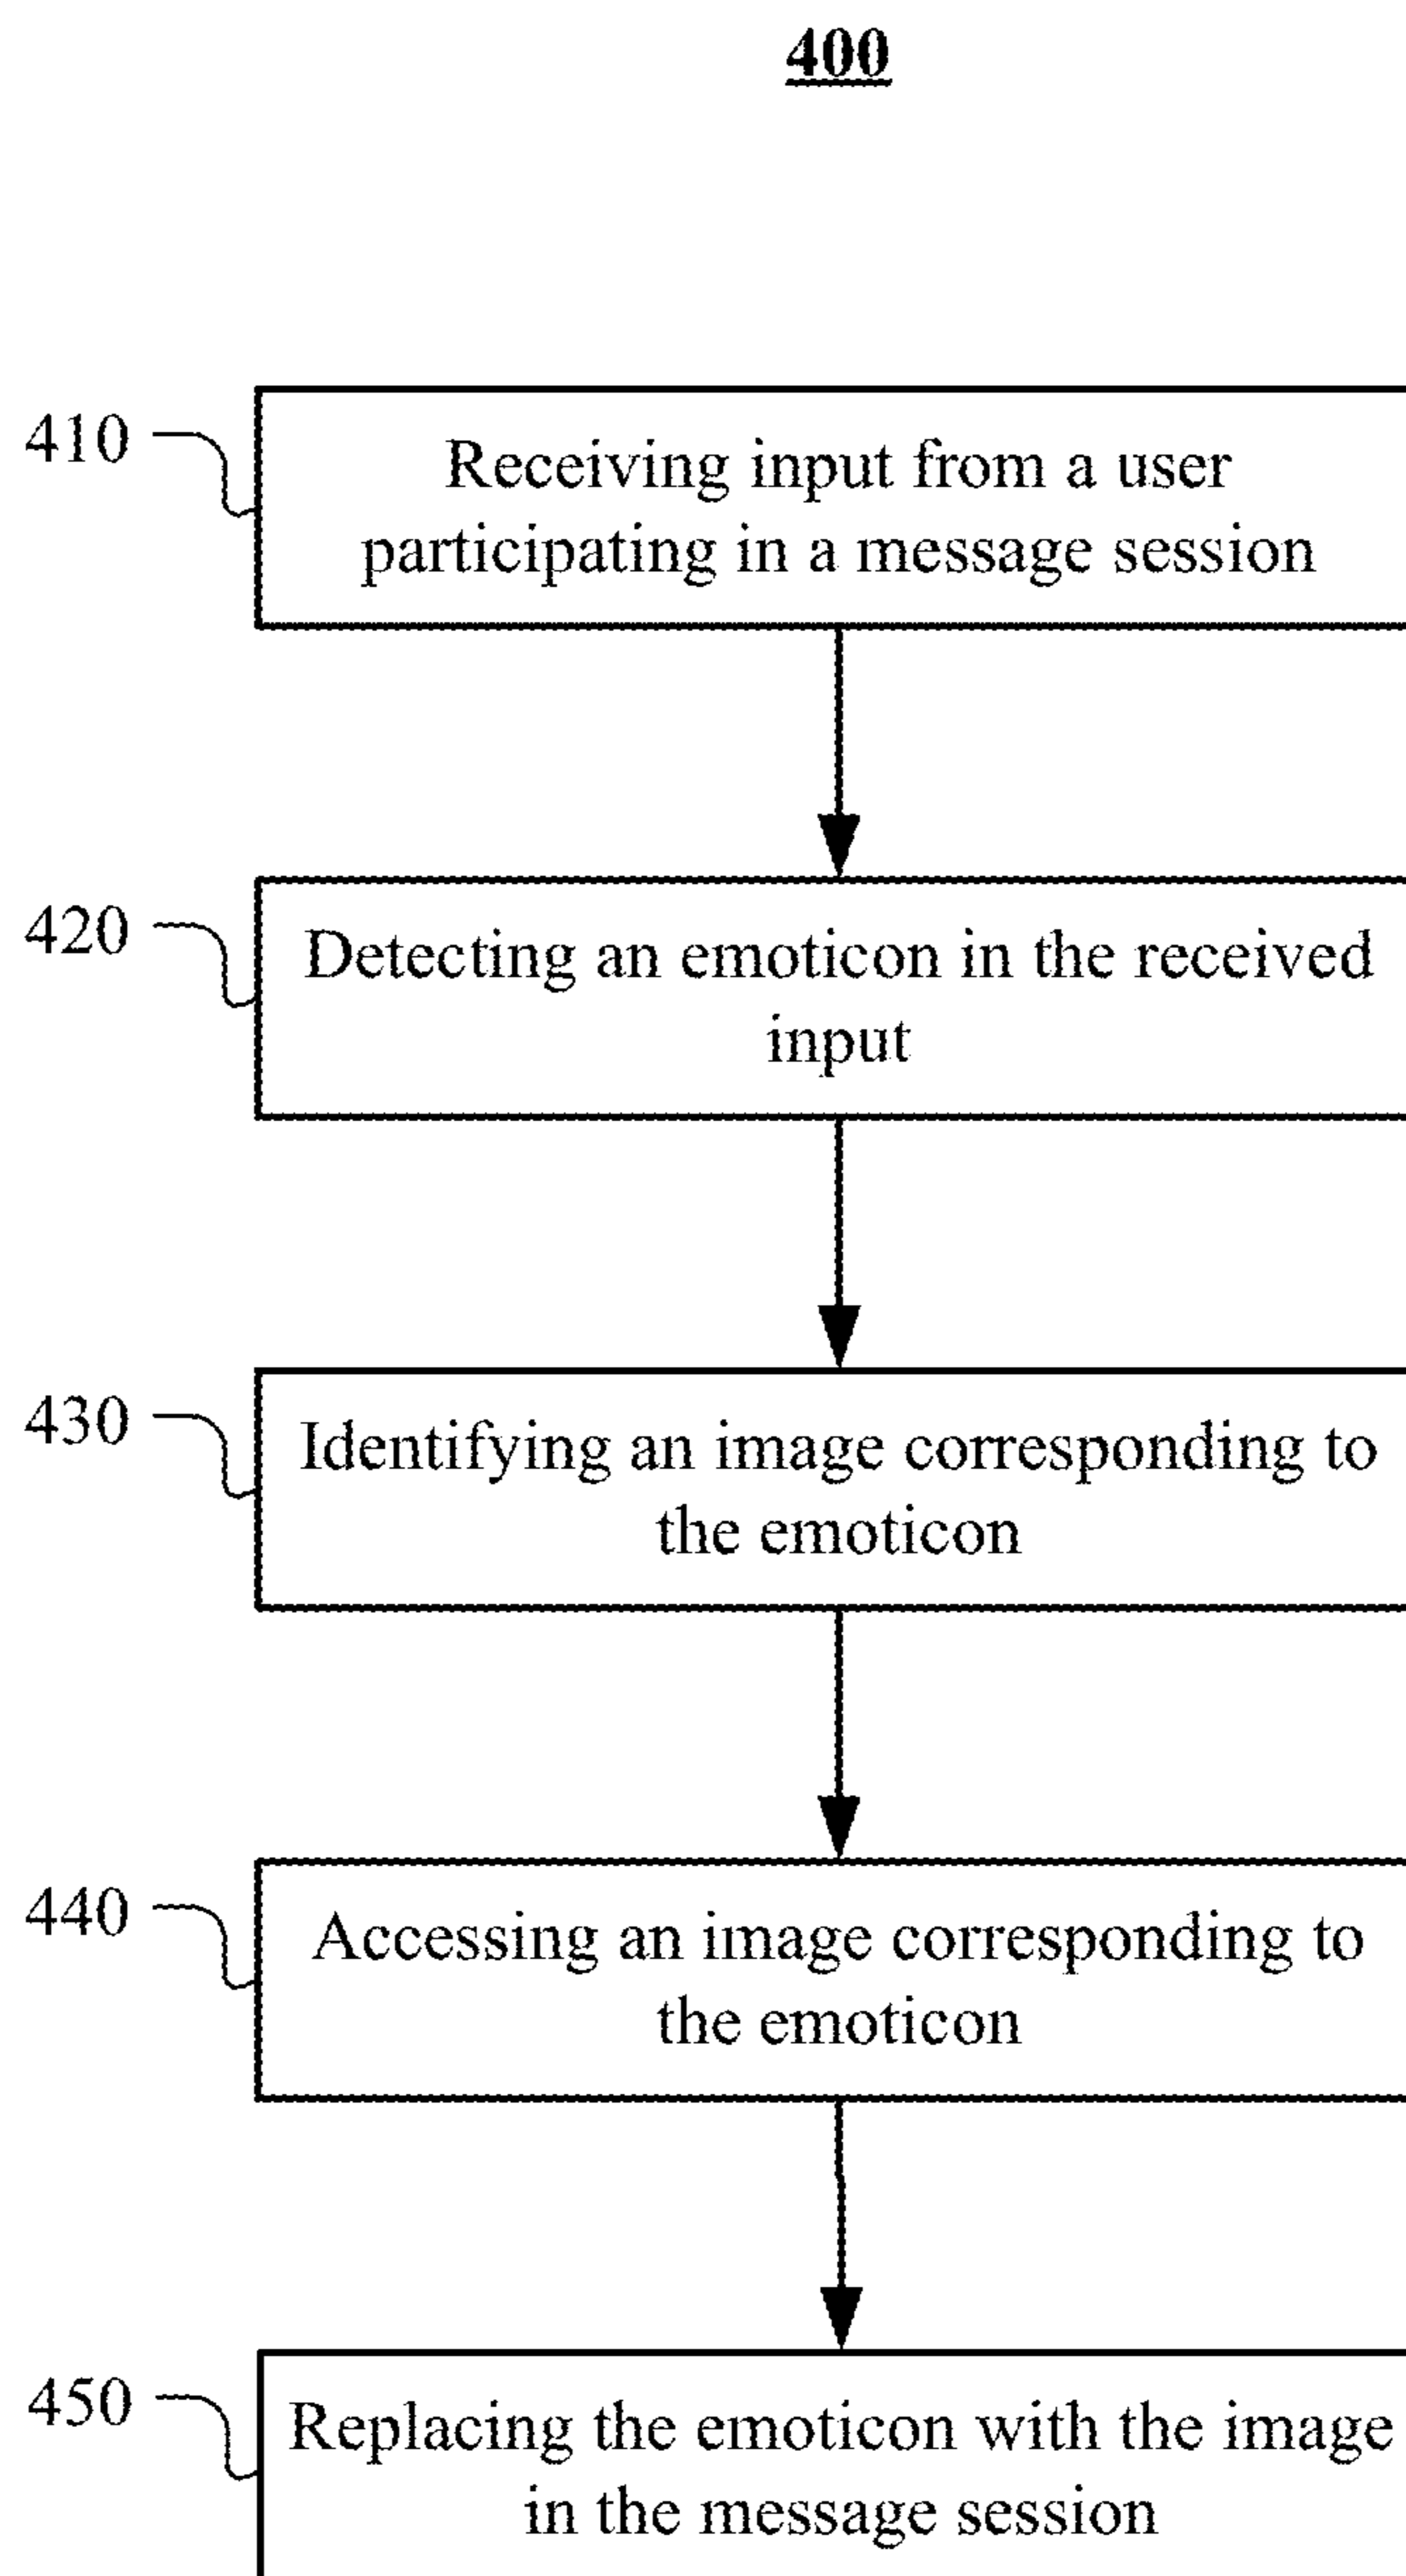 400
410
Receiving input from a user
participating in a message session
420
Detecting an emoticon in the received
input
430
Identifying an image corresponding to
the emoticon
440
Accessing an image corresponding to
the emoticon
450
Replacing the emoticon with the image
in the message session